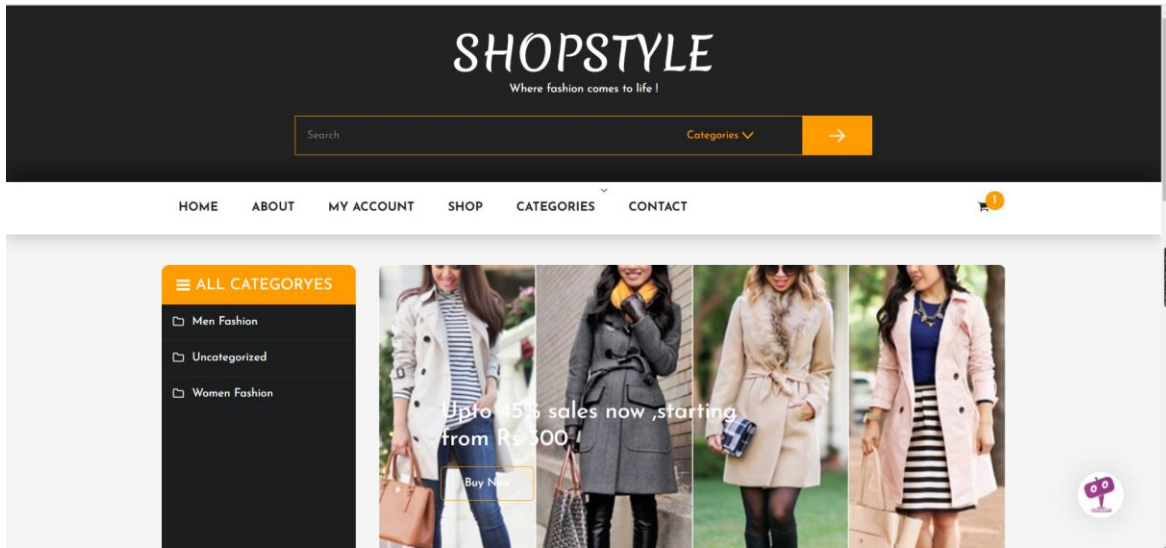 SHOPSTYLE
Where fashion comes to life !
Search
Categories
HOME ABOUT MY ACCOUNT SHOP CATEGORIES CONTACT
1
ALL CATEGORYES
Men Fashion
Uncategorized
Women Fashion
Upto 45% sales now ,starting
from Rs 300
Buy Now